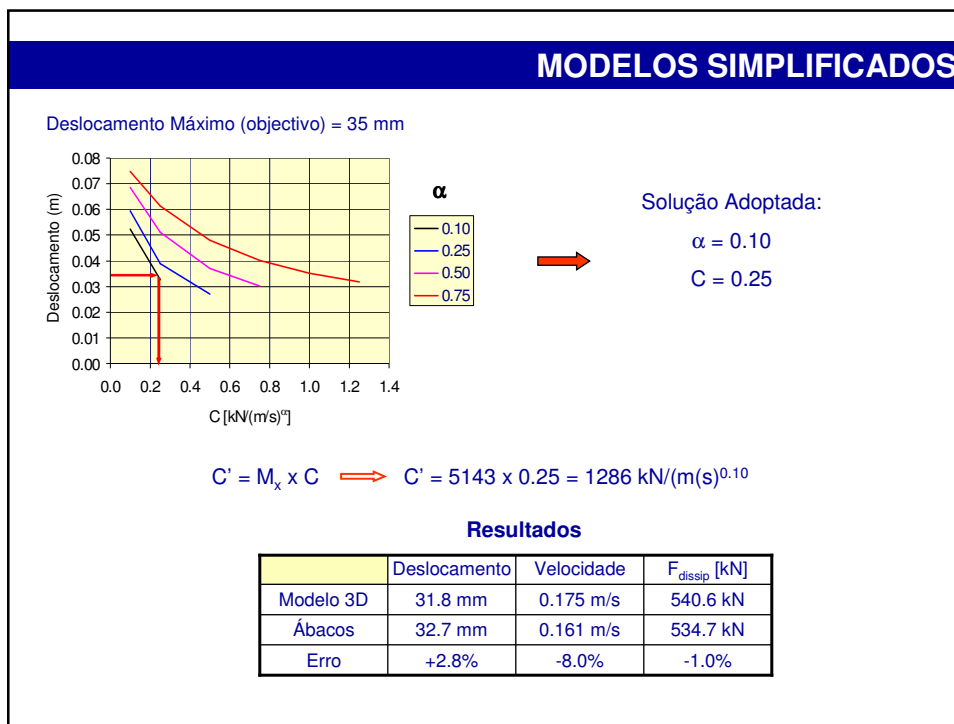 MODELOS SIMPLIFICADOS
Deslocamento Máximo (objectivo) = 35 mm
Deslocamento (m)
0.08
0.07
0.06
0.05
0.04
0.03
0.02
0.01
0.00
0.0 0.2 0.4 0.6 0.8 1.0 1.2 1.4
C [kN/(m/s)^α]
α
0.10
0.25
0.50
0.75
Solução Adoptada:
α = 0.10
C = 0.25
C' = Mx x C C' = 5143 x 0.25 = 1286 kN/(m(s)^0.10
Resultados
Deslocamento Velocidade Fdissip [kN]
Modelo 3D 31.8 mm 0.175 m/s 540.6 kN
Ábacos 32.7 mm 0.161 m/s 534.7 kN
Erro +2.8% -8.0% -1.0%